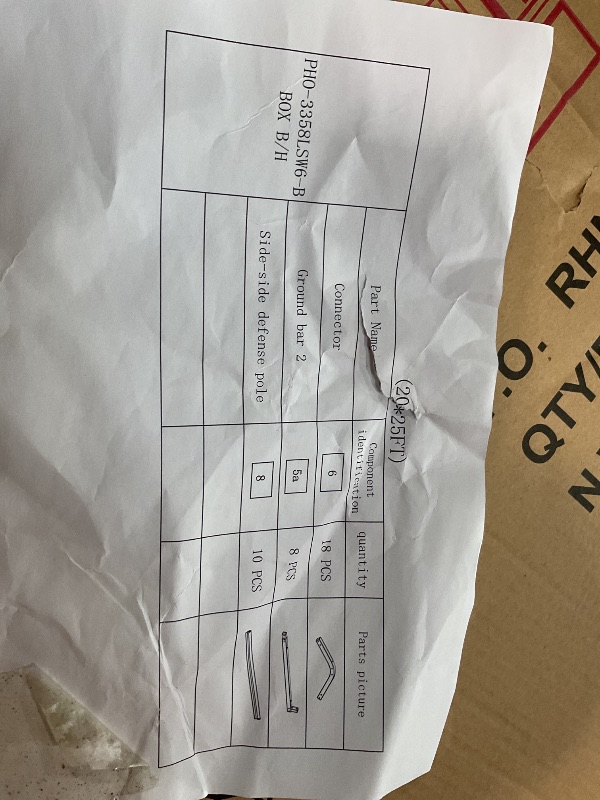 (20*25FT)
PHO-3358LSW6-B
BOX B/H
Part Name
Component
identification
quantity
Parts picture
Connector
6
18 PCS
Ground bar 2
5a
8 PCS
Side-side defense pole
8
10 PCS
.O.
RHM
QTY/
N.